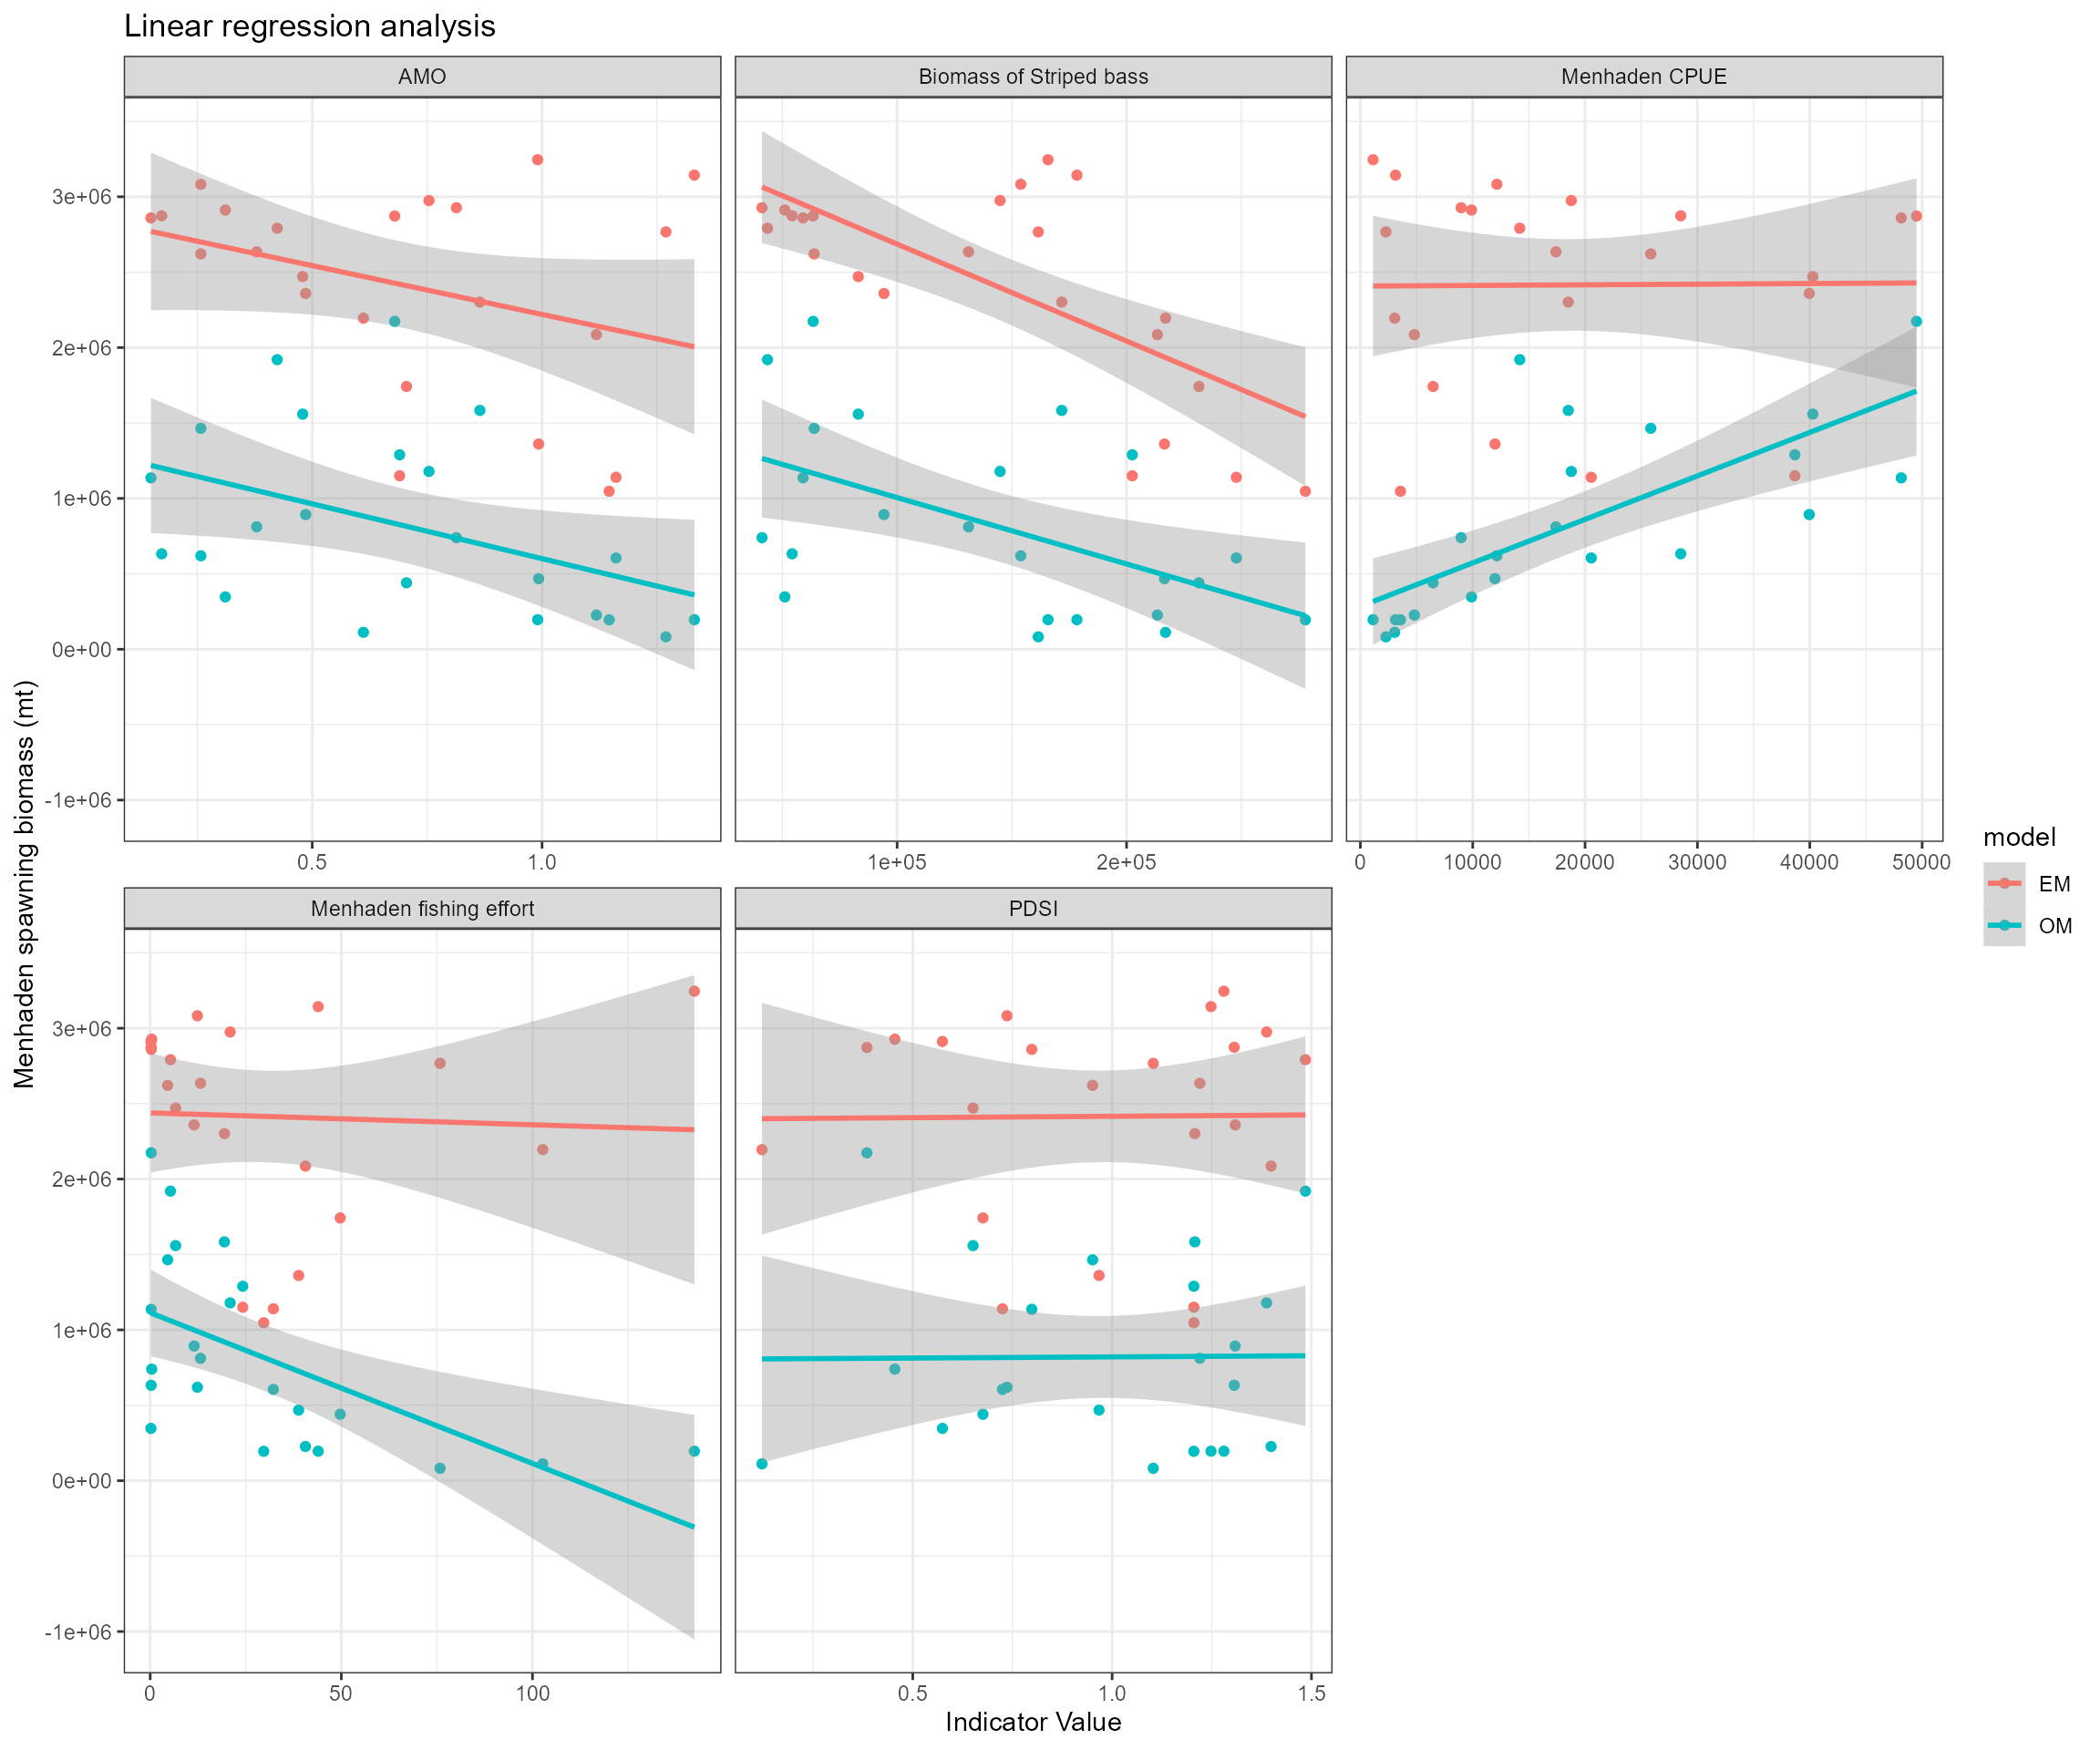 Linear regression analysis
AMO
Biomass of Striped bass
Menhaden CPUE
3e+06
2e+06
1e+06
0e+00
-1e+06
0.5 1.0
1e+05 2e+05
0 10000 20000 30000 40000 50000
Menhaden spawning biomass (mt)
model
EM
OM
Menhaden fishing effort
PDSI
3e+06
2e+06
1e+06
0e+00
-1e+06
0 50 100
0.5 1.0 1.5
Indicator Value